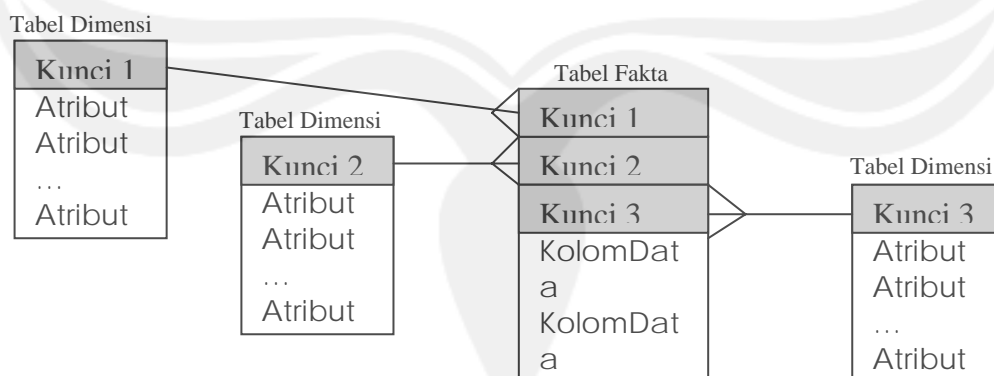 Tabel Dimensi
Kunci 1
Atribut
Atribut
...
Atribut
Tabel Dimensi
Kunci 2
Atribut
Atribut
...
Atribut
Tabel Fakta
Kunci 1
Kunci 2
Kunci 3
KolomDat
a
KolomDat
a
Tabel Dimensi
Kunci 3
Atribut
Atribut
...
Atribut